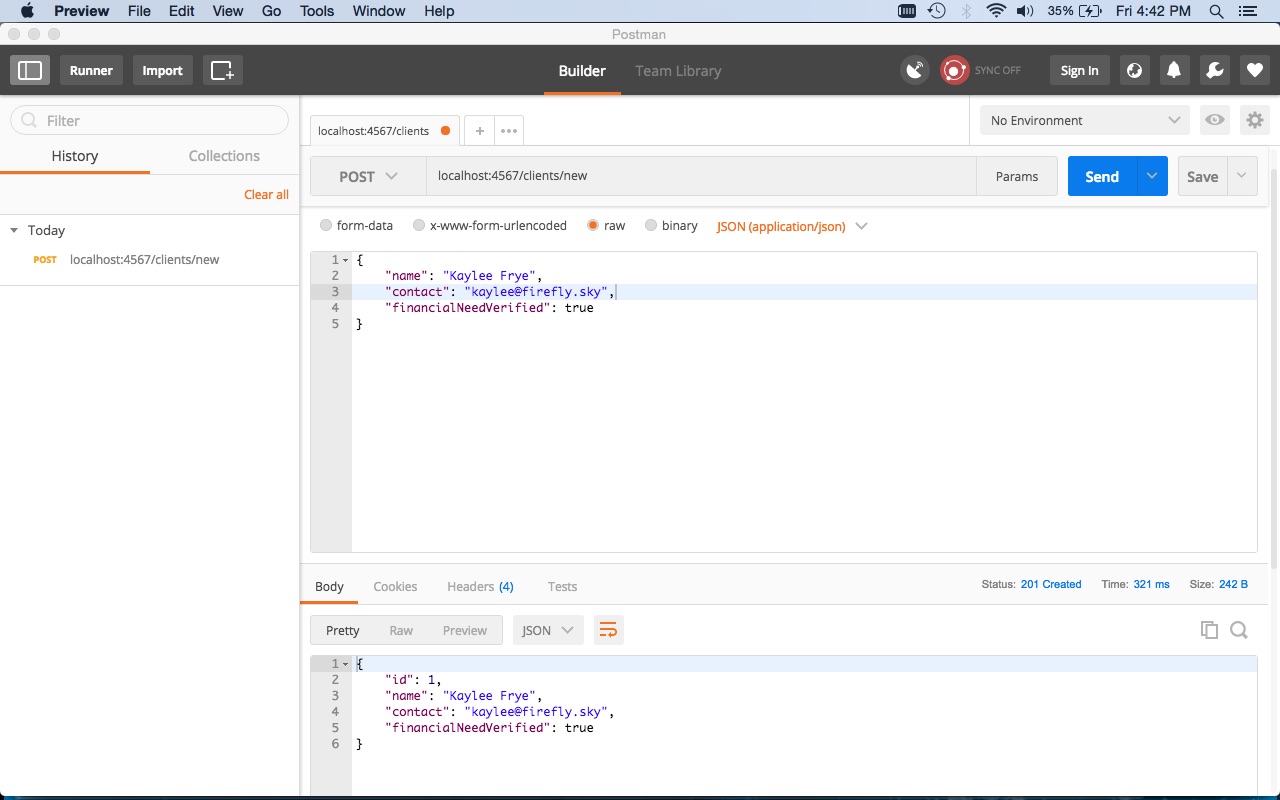 Preview File Edit View Go Tools Window Help 35% Fri 4:42 PM
Postman
Runner Import Builder Team Library SYNC OFF Sign In
Filter
History Collections
Clear all
Today
POST localhost:4567/clients/new
localhost:4567/clients + ••• No Environment
POST localhost:4567/clients/new Params Send Save
form-data x-www-form-urlencoded raw binary JSON (application/json)
1 {
2 "name": "Kaylee Frye",
3 "contact": "kaylee@firefly.sky",
4 "financialNeedVerified": true
5 }
Body Cookies Headers (4) Tests Status: 201 Created Time: 321 ms Size: 242 B
Pretty Raw Preview JSON
1 {
2 "id": 1,
3 "name": "Kaylee Frye",
4 "contact": "kaylee@firefly.sky",
5 "financialNeedVerified": true
6 }